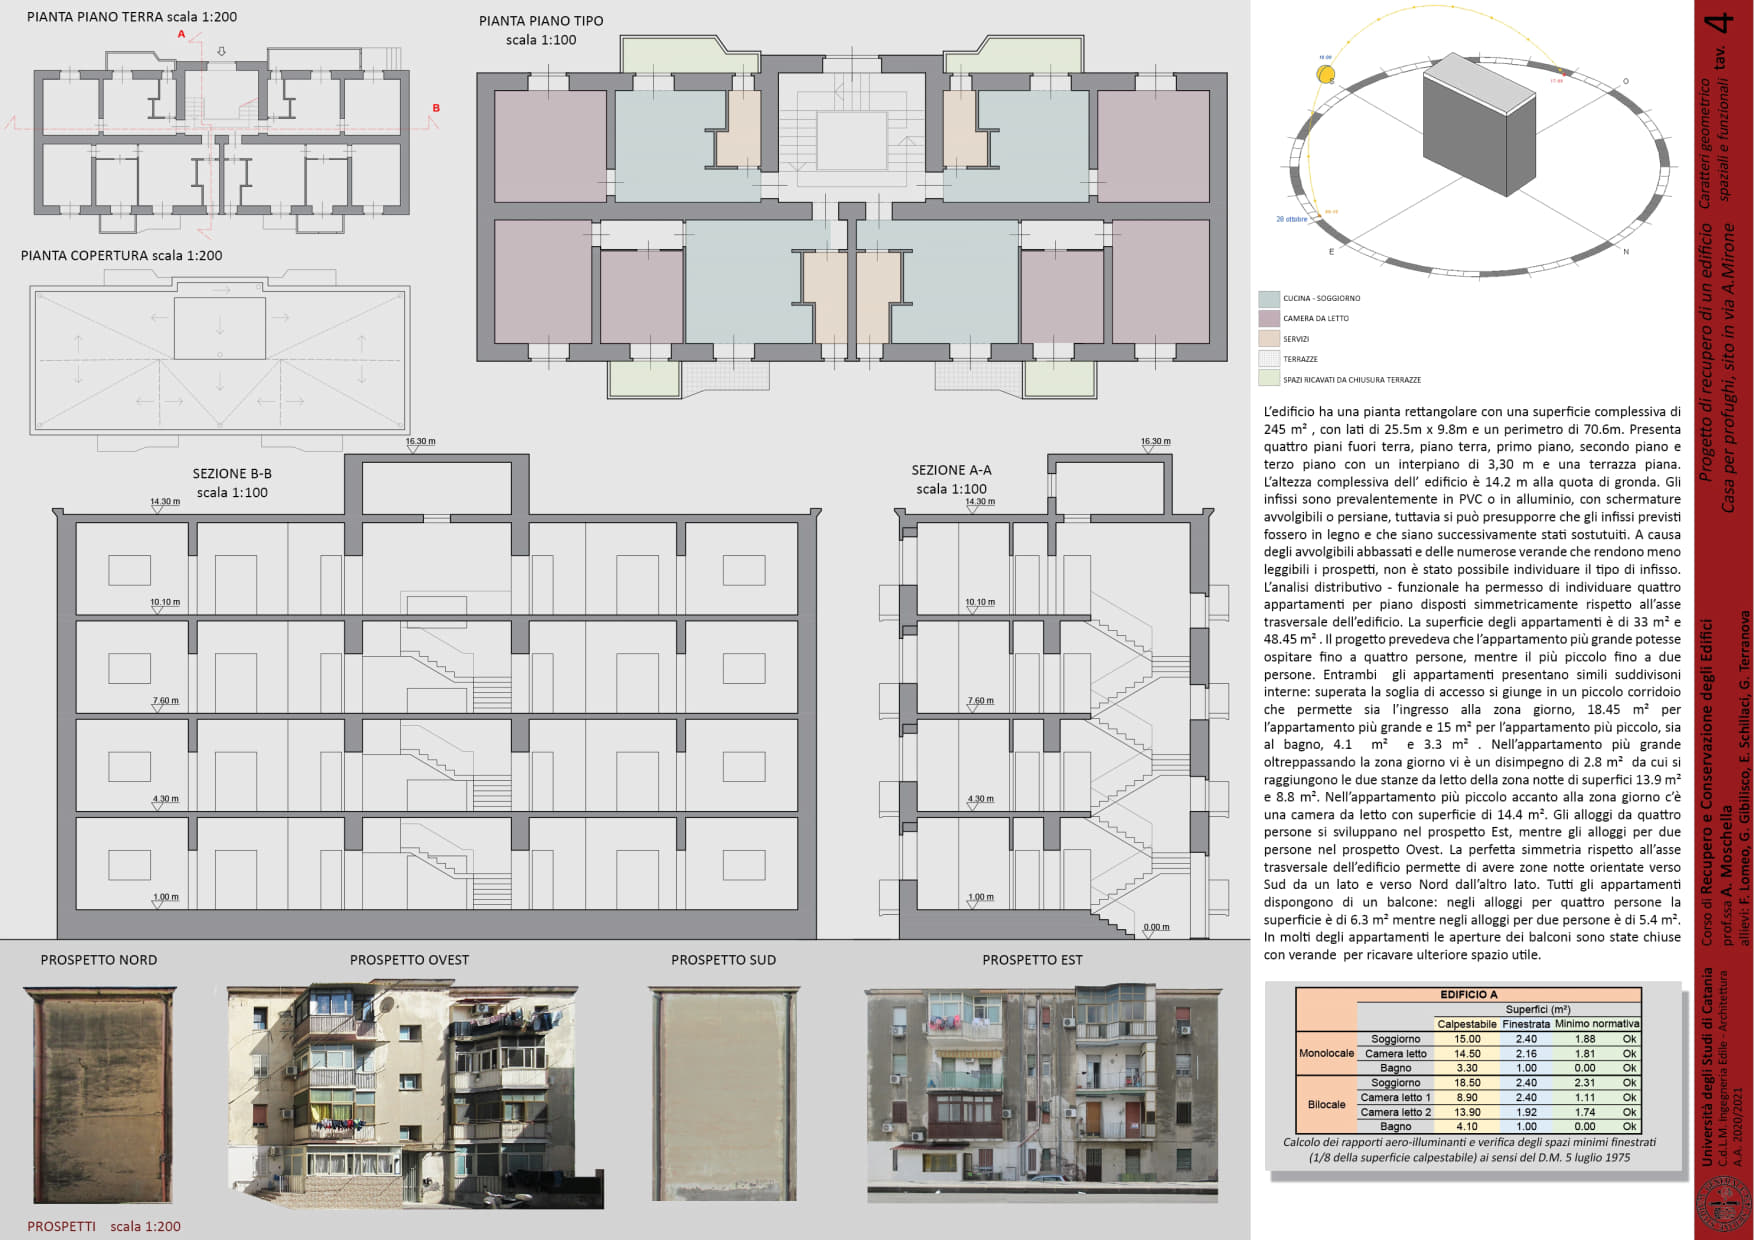 PIANTA PIANO TERRA scala 1:200
A
B
PIANTA COPERTURA scala 1:200
PIANTA PIANO TIPO
scala 1:100
SEZIONE B-B
scala 1:100
16.30 m
14.30 m
10.10 m
7.60 m
4.30 m
1.00 m
SEZIONE A-A
scala 1:100
16.30 m
14.30 m
10.10 m
7.60 m
4.30 m
1.00 m
0.00 m
PROSPETTO NORD
PROSPETTO OVEST
PROSPETTO SUD
PROSPETTO EST
PROSPETTI scala 1:200
S
O
E
N
28 ottobre
CUCINA - SOGGIORNO
CAMERA DA LETTO
SERVIZI
TERRAZZE
SPAZI RICAVATI DA CHIUSURA TERRAZZE
L'edificio ha una pianta rettangolare con una superficie complessiva di
245 m² , con lati di 25.5m x 9.8m e un perimetro di 70.6m. Presenta
quattro piani fuori terra, piano terra, primo piano, secondo piano e
terzo piano con un interpiano di 3,30 m e una terrazza piana.
L'altezza complessiva dell' edificio è 14.2 m alla quota di gronda. Gli
infissi sono prevalentemente in PVC o in alluminio, con schermature
avvolgibili o persiane, tuttavia si può presupporre che gli infissi previsti
fossero in legno e che siano successivamente stati sostutuiti. A causa
degli avvolgibili abbassati e delle numerose verande che rendono meno
leggibili i prospetti, non è stato possibile individuare il tipo di infisso.
L'analisi distributivo - funzionale ha permesso di individuare quattro
appartamenti per piano disposti simmetricamente rispetto all'asse
trasversale dell'edificio. La superficie degli appartamenti è di 33 m² e
48.45 m² . Il progetto prevedeva che l'appartamento più grande potesse
ospitare fino a quattro persone, mentre il più piccolo fino a due
persone. Entrambi gli appartamenti presentano simili suddivisoni
interne: superata la soglia di accesso si giunge in un piccolo corridoio
che permette sia l'ingresso alla zona giorno, 18.45 m² per
l'appartamento più grande e 15 m² per l'appartamento più piccolo, sia
al bagno, 4.1 m² e 3.3 m² . Nell'appartamento più grande
oltreppassando la zona giorno vi è un disimpegno di 2.8 m² da cui si
raggiungono le due stanze da letto della zona notte di superfici 13.9 m²
e 8.8 m². Nell'appartamento più piccolo accanto alla zona giorno c'è
una camera da letto con superficie di 14.4 m². Gli alloggi da quattro
persone si sviluppano nel prospetto Est, mentre gli alloggi per due
persone nel prospetto Ovest. La perfetta simmetria rispetto all'asse
trasversale dell'edificio permette di avere zone notte orientate verso
Sud da un lato e verso Nord dall'altro lato. Tutti gli appartamenti
dispongono di un balcone: negli alloggi per quattro persone la
superficie è di 6.3 m² mentre negli alloggi per due persone è di 5.4 m².
In molti degli appartamenti le aperture dei balconi sono state chiuse
con verande per ricavare ulteriore spazio utile.
EDIFICIO A
Superfici (m²)
Calpestabile Finestrata Minimo normativa
Monolocale
Soggiorno 15.00 2.40 1.88 Ok
Camera letto 14.50 2.16 1.81 Ok
Bagno 3.30 1.00 0.00 Ok
Bilocale
Soggiorno 18.50 2.40 2.31 Ok
Camera letto 1 8.90 2.40 1.11 Ok
Camera letto 2 13.90 1.92 1.74 Ok
Bagno 4.10 1.00 0.00 Ok
Calcolo dei rapporti aero-illuminanti e verifica degli spazi minimi finestrati
(1/8 della superficie calpestabile) ai sensi del D.M. 5 luglio 1975
tav. 4
Caratteri geometrico
spaziali e funzionali
Progetto di recupero di un edificio
Casa per profughi, sito in via A.Mirone
Corso di Recupero e Conservazione degli Edifici
prof.ssa A. Moschella
allievi: F. Lomeo, G. Gibilisco, E. Schillaci, G. Terranova
Università degli Studi di Catania
C.d.L.M. Ingegneria Edile - Architettura
A.A. 2020/2021